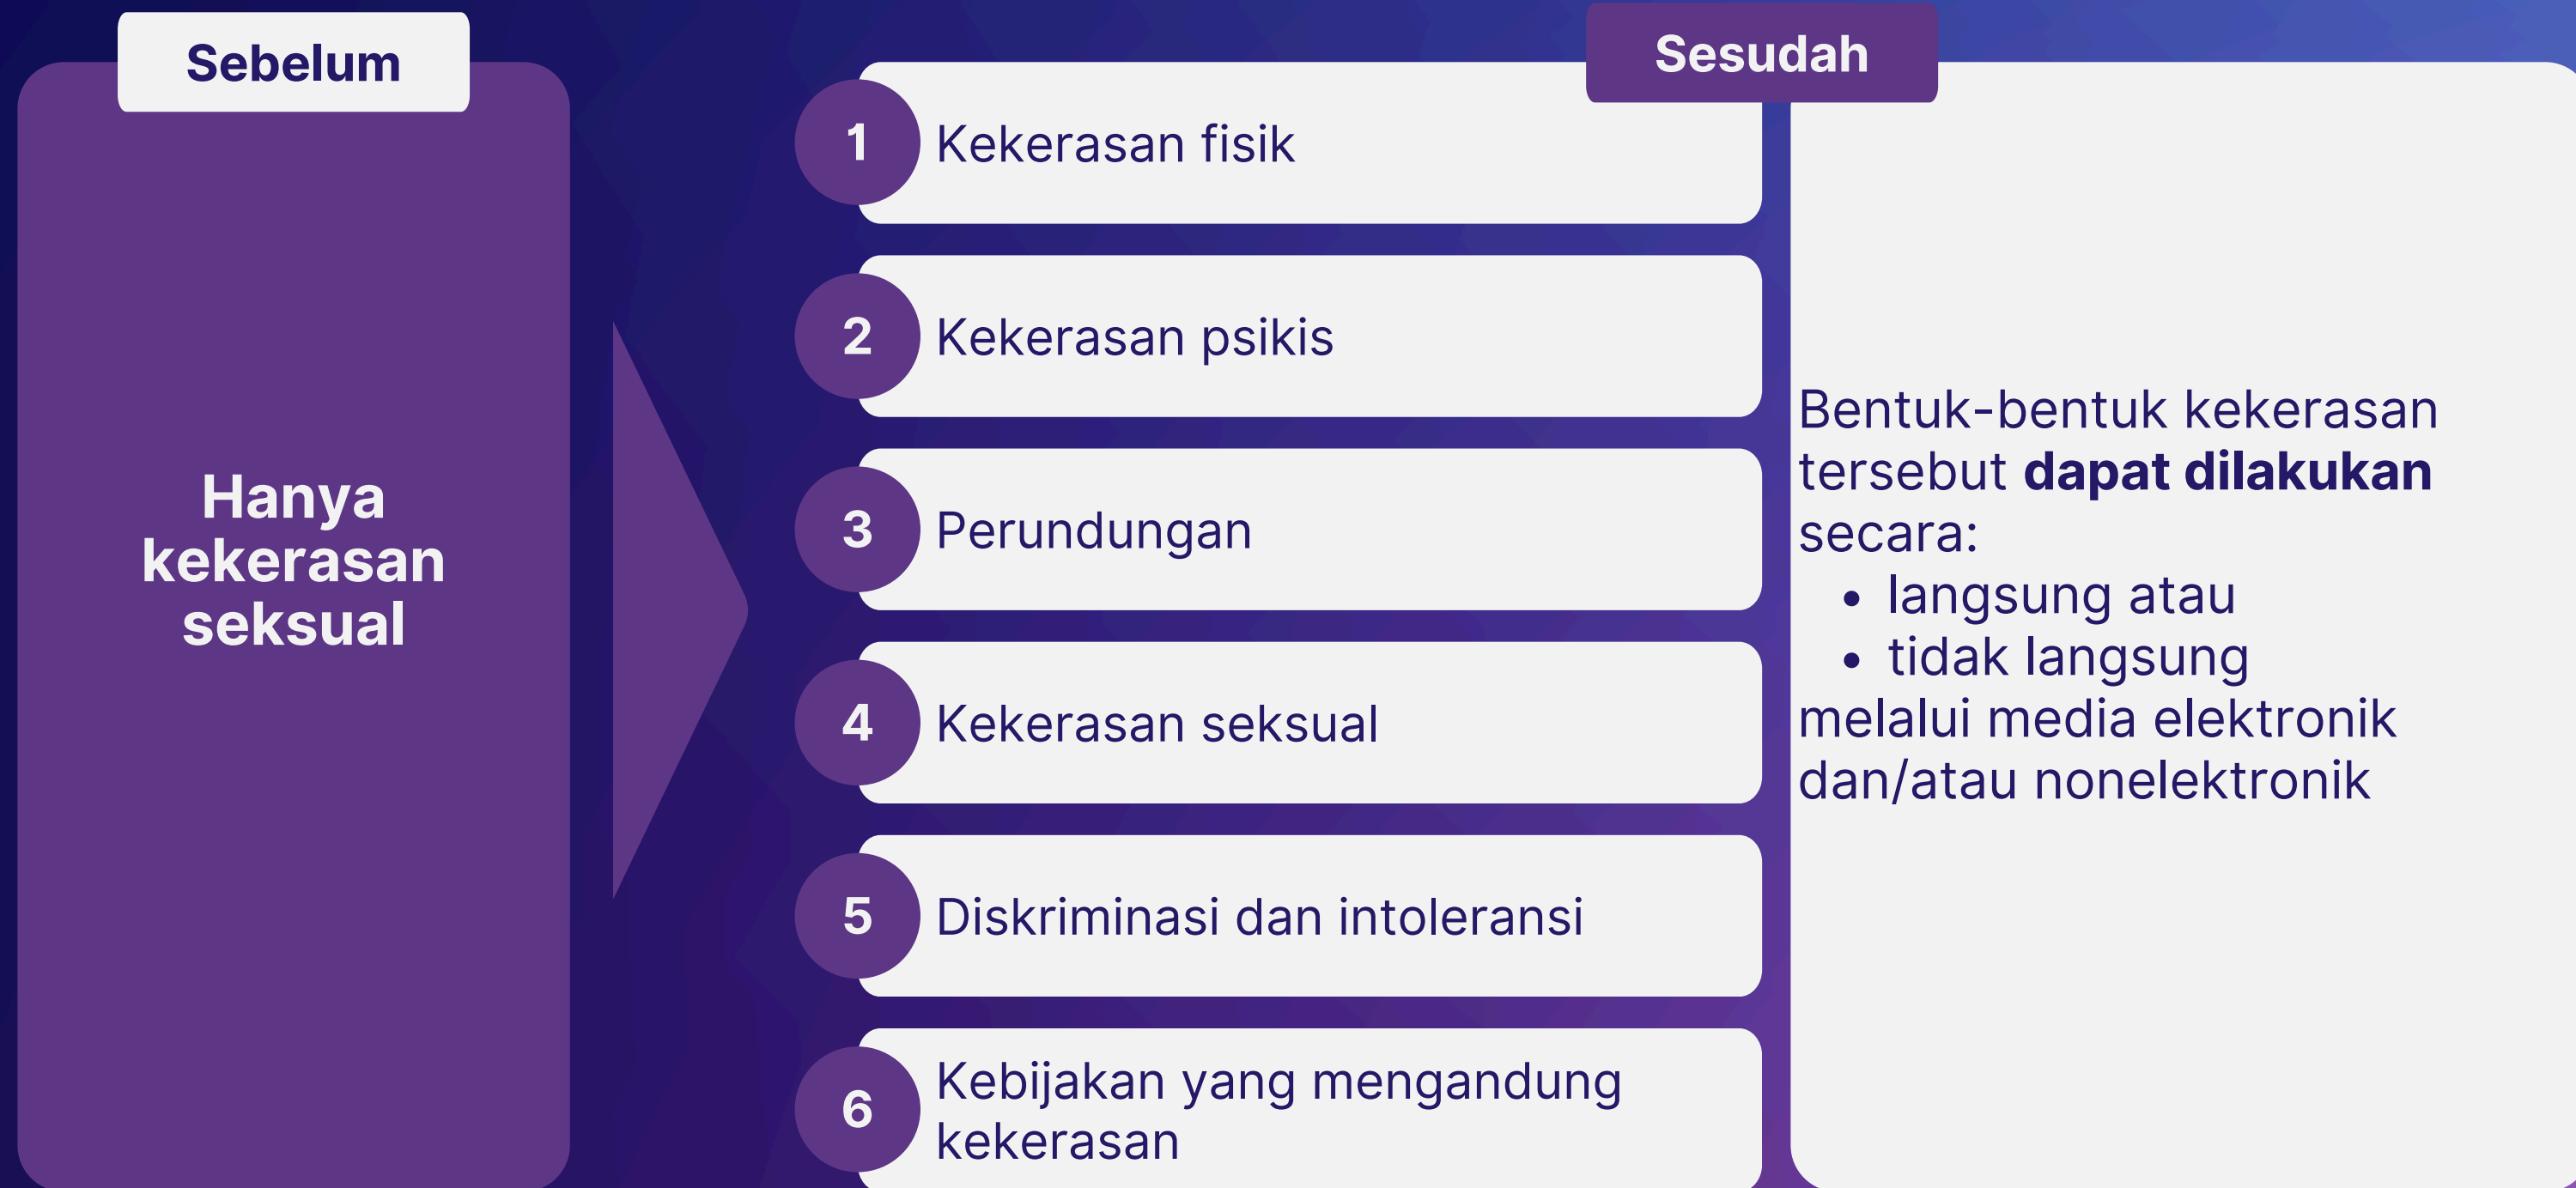 Sebelum
Hanya
kekerasan
seksual
Sesudah
1 Kekerasan fisik
2 Kekerasan psikis
3 Perundungan
4 Kekerasan seksual
5 Diskriminasi dan intoleransi
6 Kebijakan yang mengandung
kekerasan
Bentuk-bentuk kekerasan
tersebut dapat dilakukan
secara:
• langsung atau
• tidak langsung
melalui media elektronik
dan/atau nonelektronik